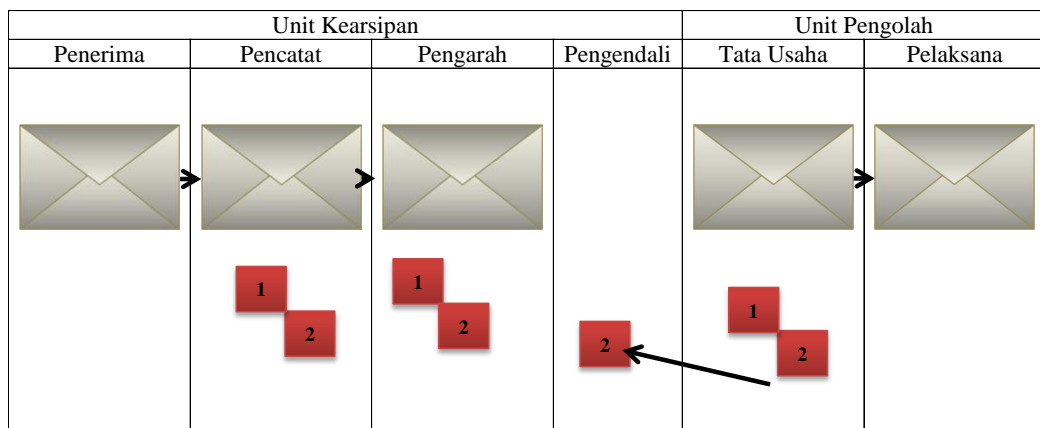 Unit Kearsipan Unit Pengolah
Penerima Pencatat Pengarah Pengendali Tata Usaha Pelaksana
1 1 1
2 2 2 2